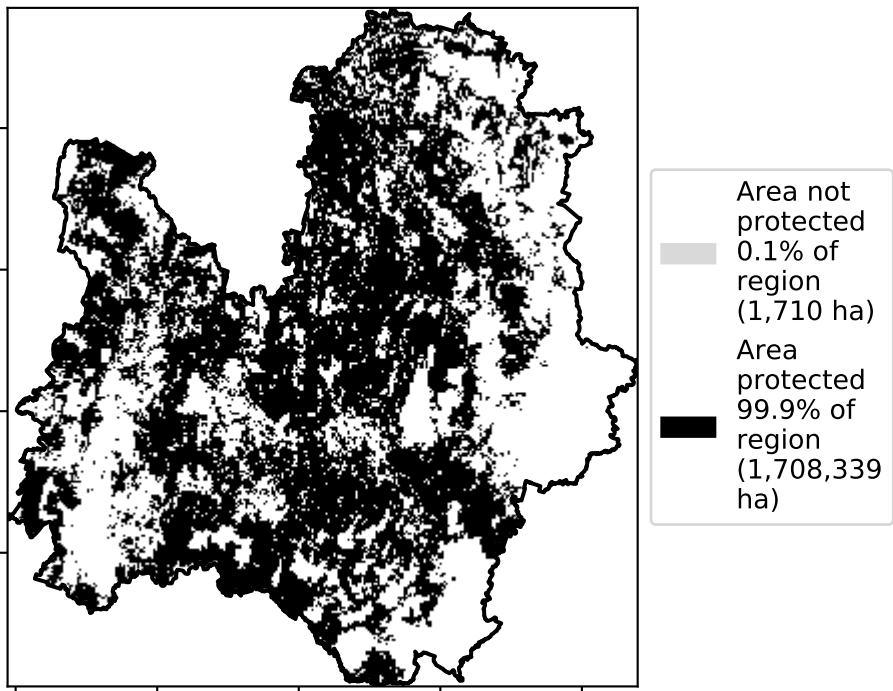 Area not
protected
0.1% of
region
(1,710 ha)
Area
protected
99.9% of
region
(1,708,339
ha)